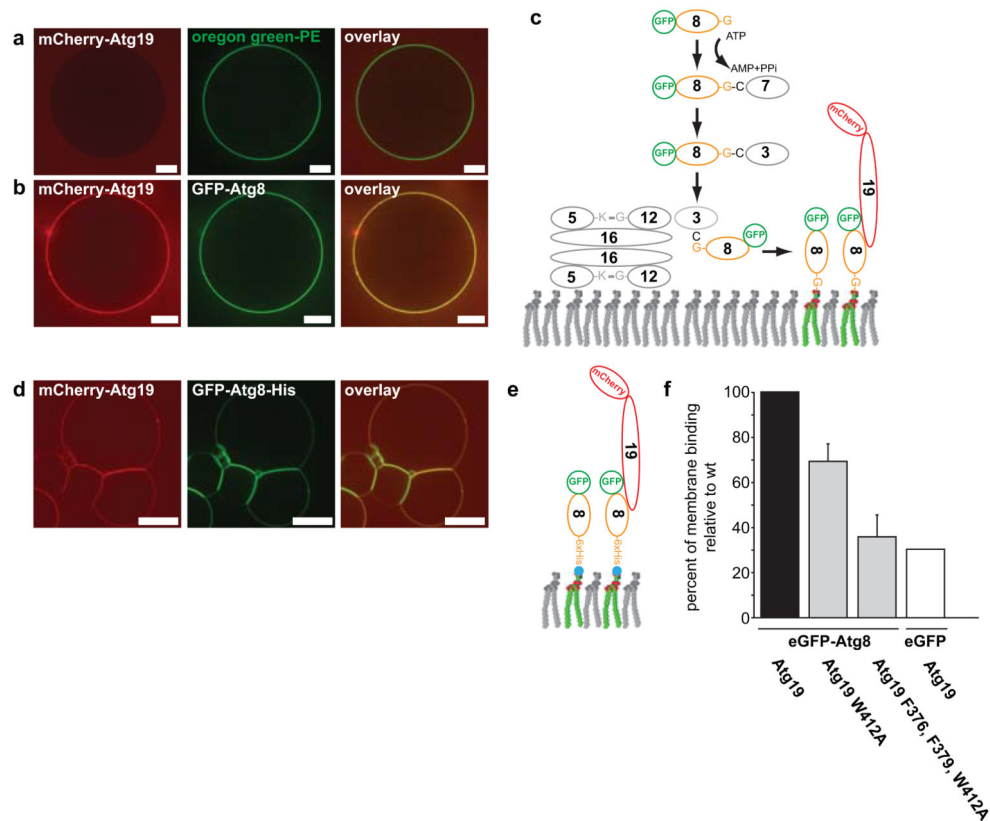 a
mCherry-Atg19
oregon green-PE
overlay
b
mCherry-Atg19
GFP-Atg8
overlay
c
GFP 8 -G
ATP
AMP+PPi
GFP 8 -G-C 7
GFP 8 -G-C 3
mCherry
19
5 -K=G- 12
16
16
5 -K=G- 12
3
C
G- 8 GFP
GFP GFP
8 8
G G
d
mCherry-Atg19
GFP-Atg8-His
overlay
e
mCherry
19
GFP GFP
8 8
6xHis 6xHis
f
percent of membrane binding
relative to wt
100
80
60
40
20
0
eGFP-Atg8 eGFP
Atg19
Atg19 W412A
Atg19 F376, F379, W412A
Atg19